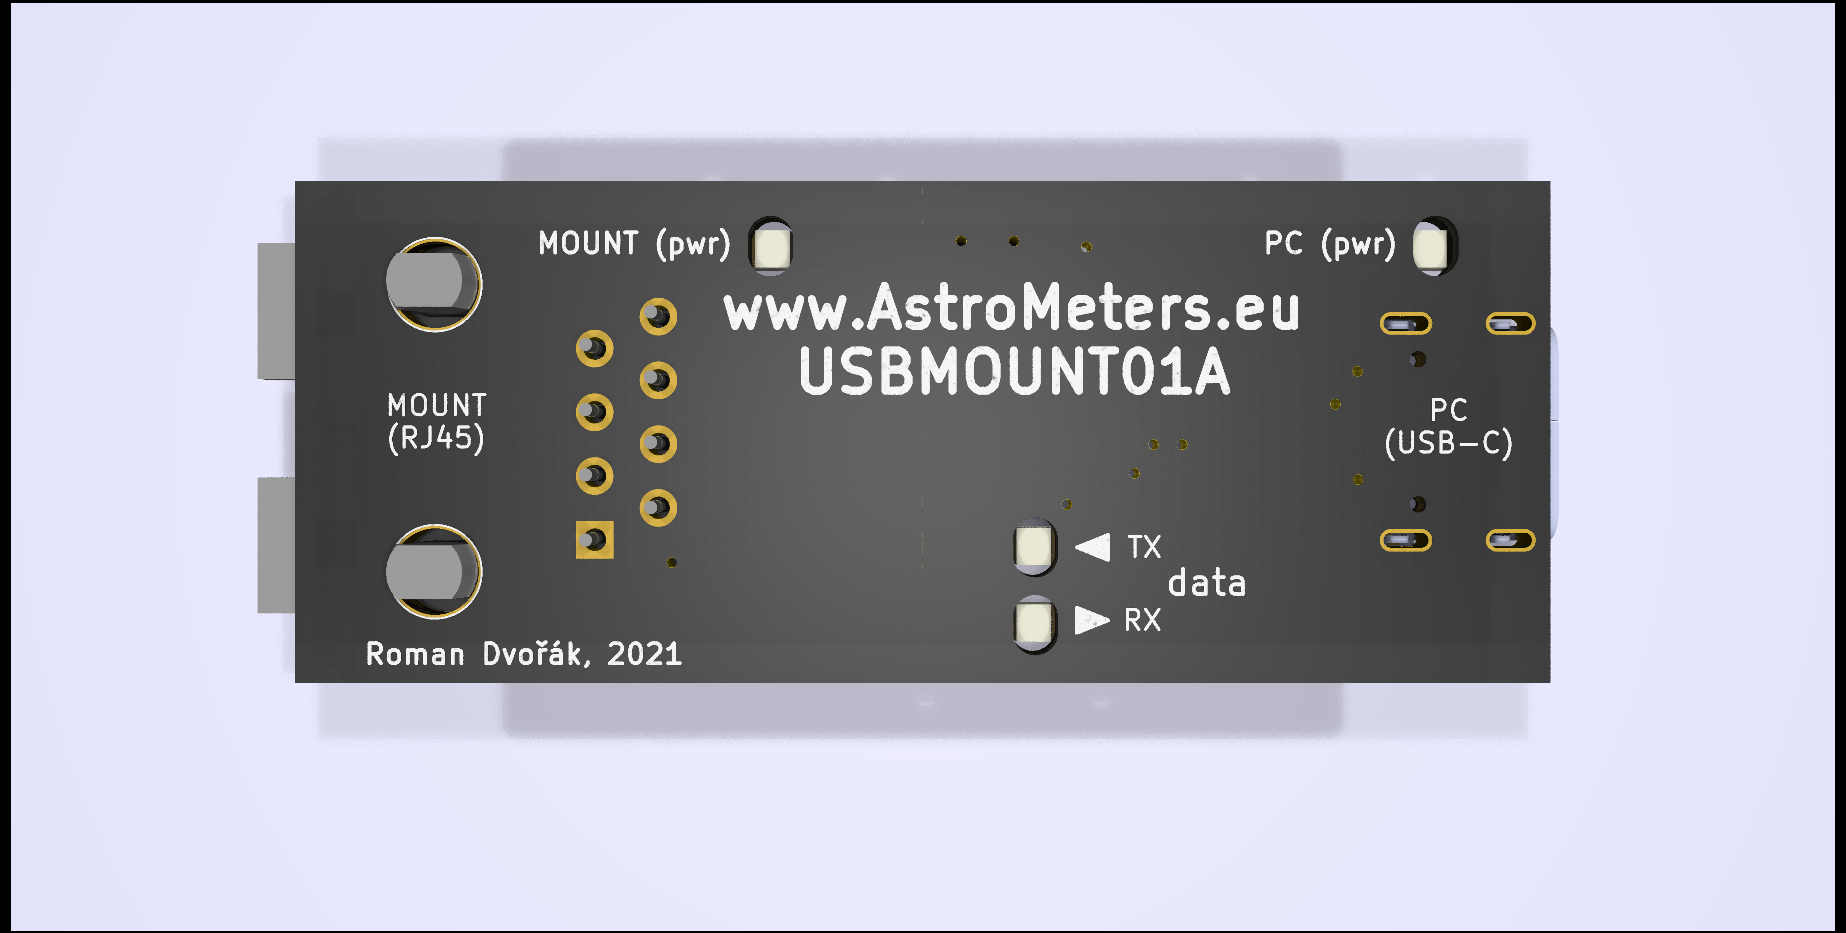 MOUNT (pwr)
PC (pwr)
www.AstroMeters.eu
USBMOUNT01A
MOUNT
(RJ45)
PC
(USB-C)
TX
data
RX
Roman Dvořák, 2021